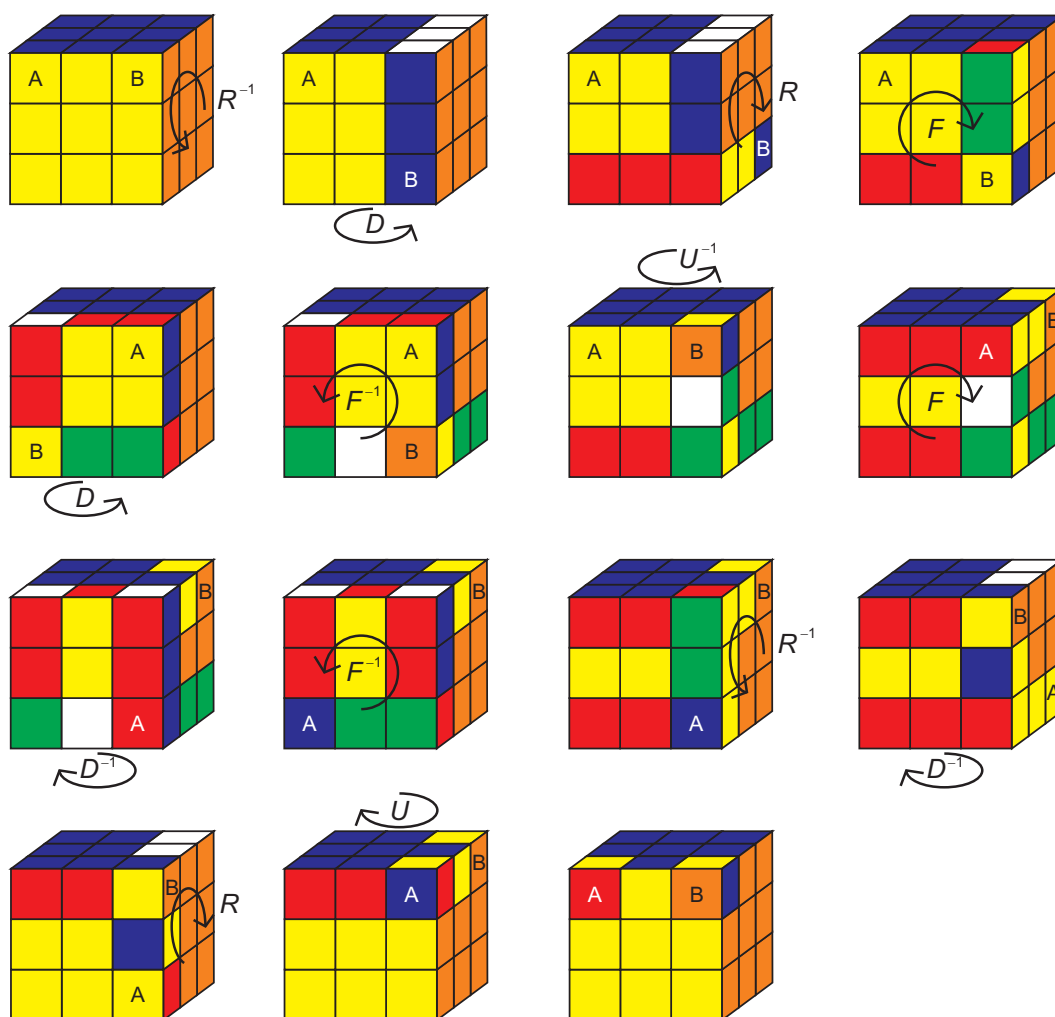 A B R⁻¹
A B D
A B R
A B F
A B D
A B F⁻¹
A B U⁻¹
A B F
B A D⁻¹
B A F⁻¹
B A R⁻¹
B A D⁻¹
B A R
A B U
A B